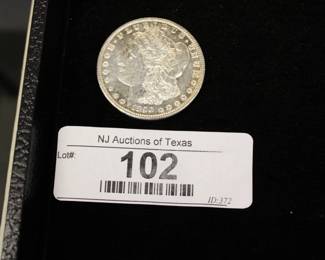 NJ Auctions of Texas
Lot#:
102
ID:372